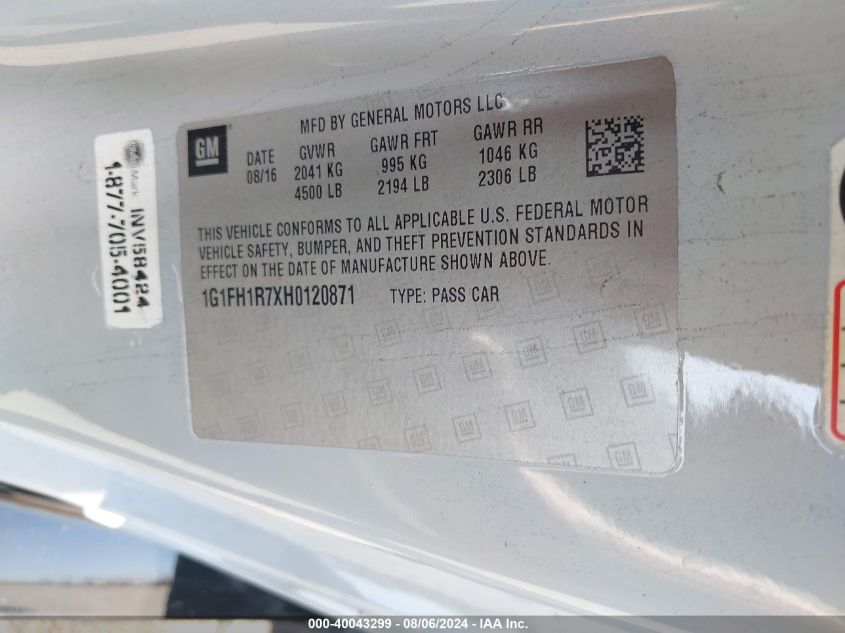 MFD BY GENERAL MOTORS LLC
GM
DATE GVWR GAWR FRT GAWR RR
08/16 2041 KG 995 KG 1046 KG
4500 LB 2194 LB 2306 LB
THIS VEHICLE CONFORMS TO ALL APPLICABLE U.S. FEDERAL MOTOR
VEHICLE SAFETY, BUMPER, AND THEFT PREVENTION STANDARDS IN
EFFECT ON THE DATE OF MANUFACTURE SHOWN ABOVE.
1G1FH1R7XH0120871 TYPE: PASS CAR
INV58424
1-877-705-4001
000-40043299 - 08/06/2024 - IAA Inc.